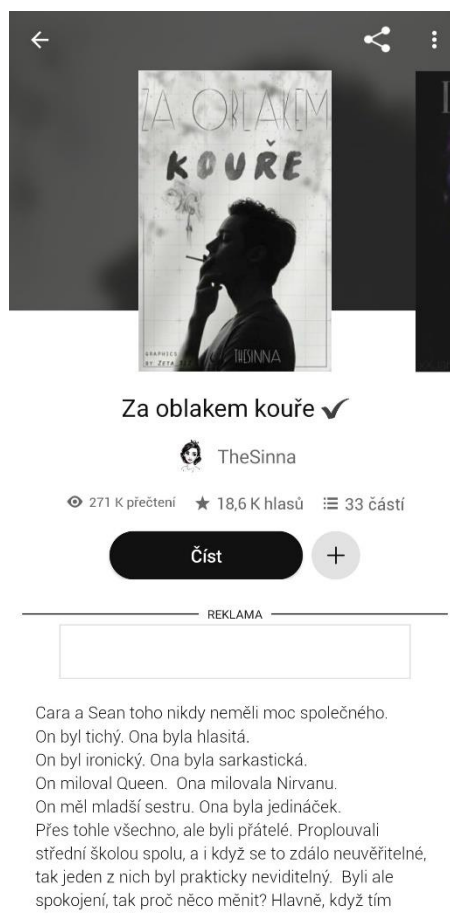 ZA OBLAKEM
KOUŘE
GRAPHICS
THESINNA
Za oblakem kouře ✓
TheSinna
271 K přečtení ★ 18,6 K hlasů 33 částí
Číst
REKLAMA
Cara a Sean toho nikdy neměli moc společného.
On byl tichý. Ona byla hlasitá.
On byl ironický. Ona byla sarkastická.
On miloval Queen.  Ona milovala Nirvanu.
On měl mladší sestru. Ona byla jedináček.
Přes tohle všechno, ale byli přátelé. Proplouvali
střední školou spolu, a i když se to zdálo neuvěřitelné,
tak jeden z nich byl prakticky neviditelný.  Byli ale
spokojení, tak proč něco měnit? Hlavně, když tím